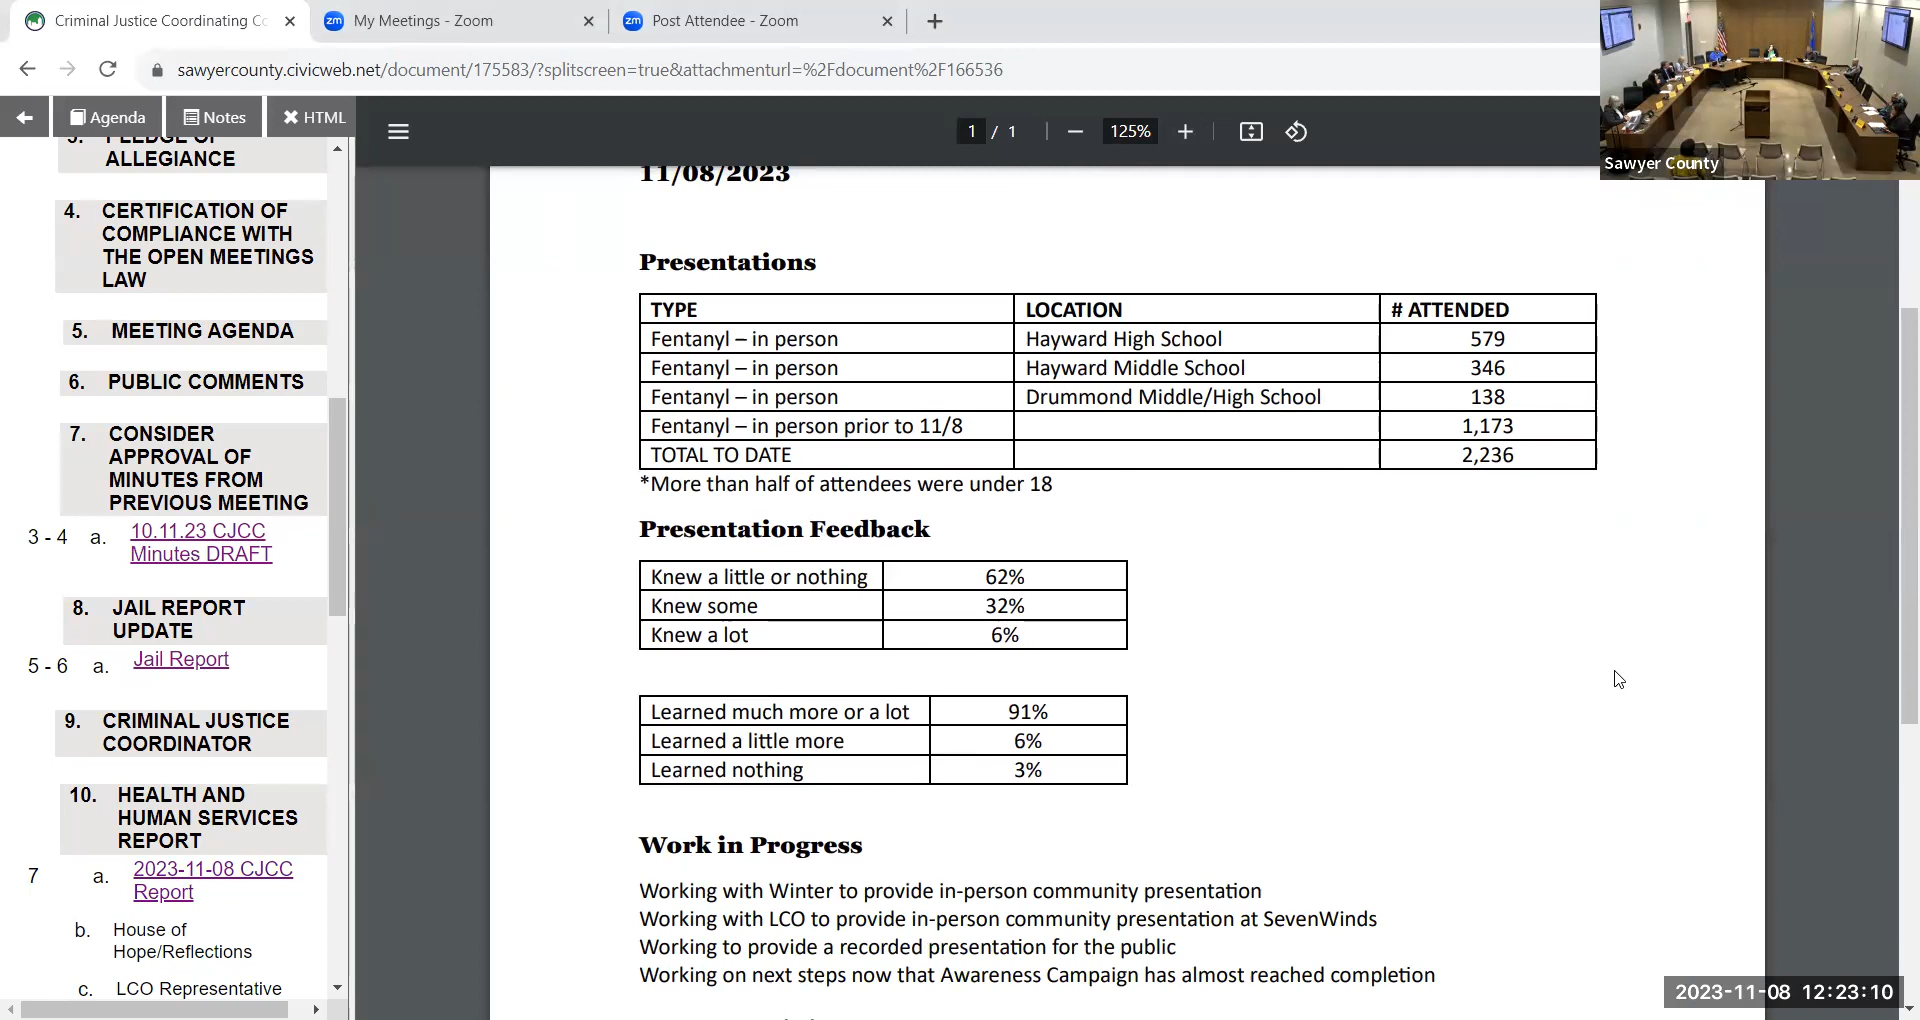 Criminal Justice Coordinating Co
My Meetings - Zoom
Post Attendee - Zoom
sawyercounty.civicweb.net/document/175583/?splitscreen=true&attachmenturl=%2Fdocument%2F166536
Agenda
Notes
HTML
1 / 1
125%
Sawyer County
3. PLEDGE OF
ALLEGIANCE
4. CERTIFICATION OF
COMPLIANCE WITH
THE OPEN MEETINGS
LAW
5. MEETING AGENDA
6. PUBLIC COMMENTS
7. CONSIDER
APPROVAL OF
MINUTES FROM
PREVIOUS MEETING
3 - 4 a. 10.11.23 CJCC
Minutes DRAFT
8. JAIL REPORT
UPDATE
5 - 6 a. Jail Report
9. CRIMINAL JUSTICE
COORDINATOR
10. HEALTH AND
HUMAN SERVICES
REPORT
7 a. 2023-11-08 CJCC
Report
b. House of
Hope/Reflections
c. LCO Representative
11/08/2023
Presentations
TYPE LOCATION # ATTENDED
Fentanyl – in person Hayward High School 579
Fentanyl – in person Hayward Middle School 346
Fentanyl – in person Drummond Middle/High School 138
Fentanyl – in person prior to 11/8 1,173
TOTAL TO DATE 2,236
*More than half of attendees were under 18
Presentation Feedback
Knew a little or nothing 62%
Knew some 32%
Knew a lot 6%
Learned much more or a lot 91%
Learned a little more 6%
Learned nothing 3%
Work in Progress
Working with Winter to provide in-person community presentation
Working with LCO to provide in-person community presentation at SevenWinds
Working to provide a recorded presentation for the public
Working on next steps now that Awareness Campaign has almost reached completion
2023-11-08 12:23:10